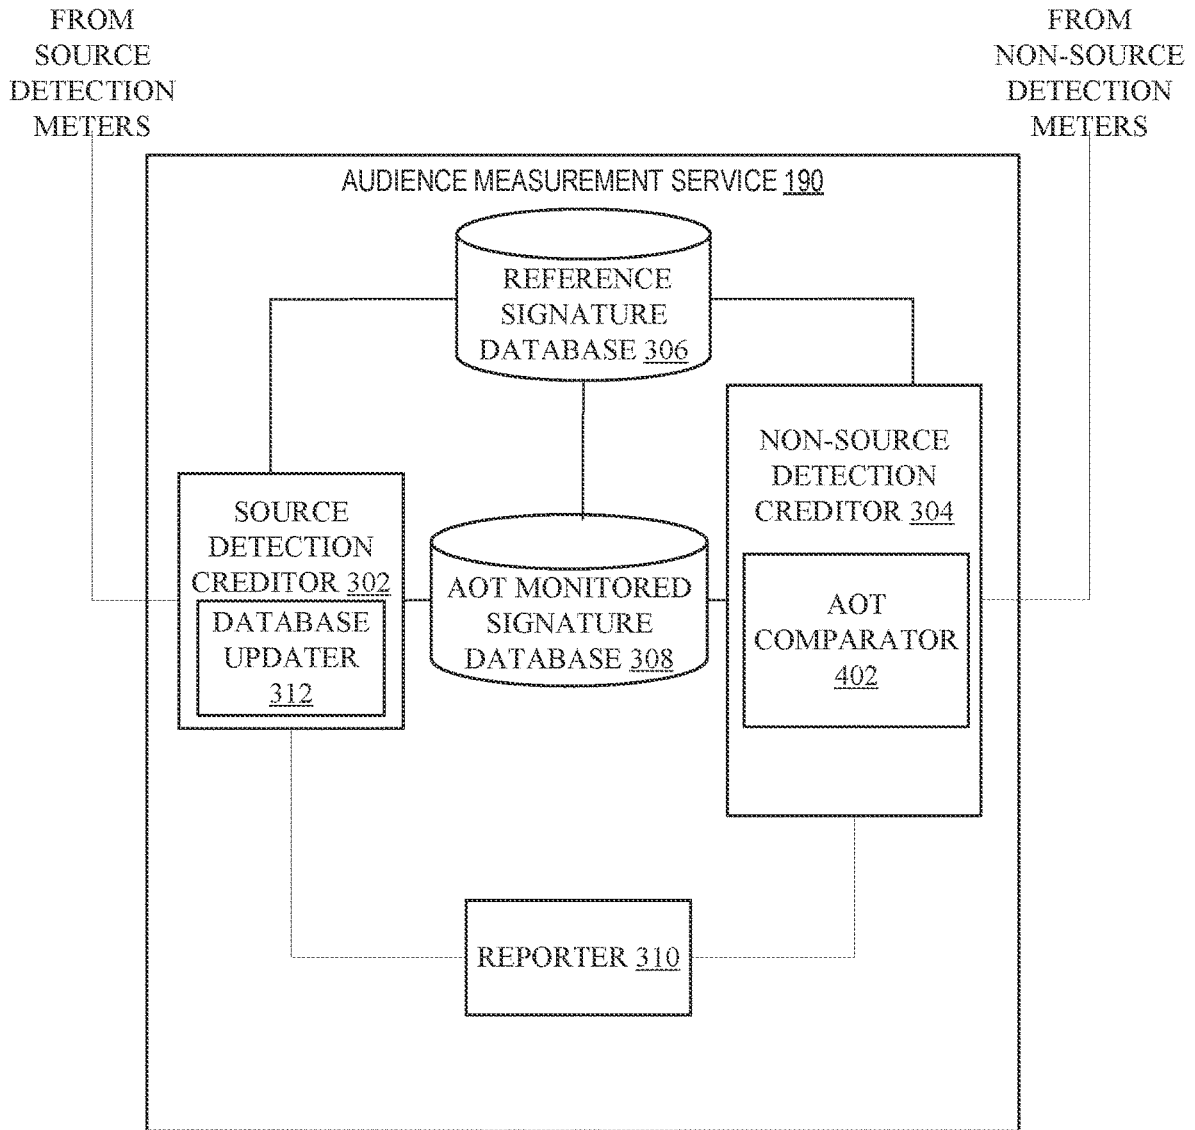 FROM
SOURCE
DETECTION
METERS
FROM
NON-SOURCE
DETECTION
METERS
AUDIENCE MEASUREMENT SERVICE 190
REFERENCE
SIGNATURE
DATABASE 306
SOURCE
DETECTION
CREDITOR 302
DATABASE
UPDATER
312
AOT MONITORED
SIGNATURE
DATABASE 308
NON-SOURCE
DETECTION
CREDITOR 304
AOT
COMPARATOR
402
REPORTER 310